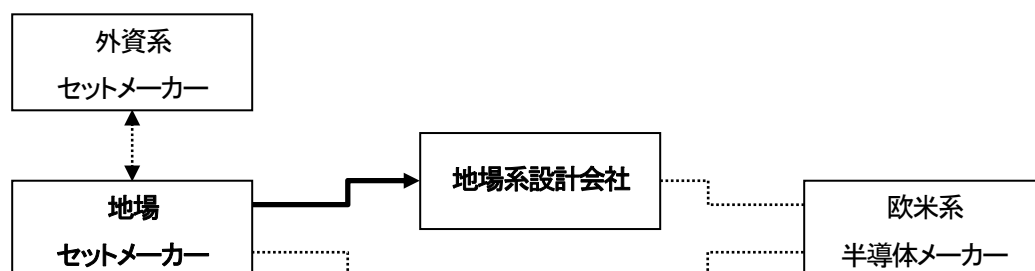 外資系
セットメーカー
地場系設計会社
地場
セットメーカー
欧米系
半導体メーカー